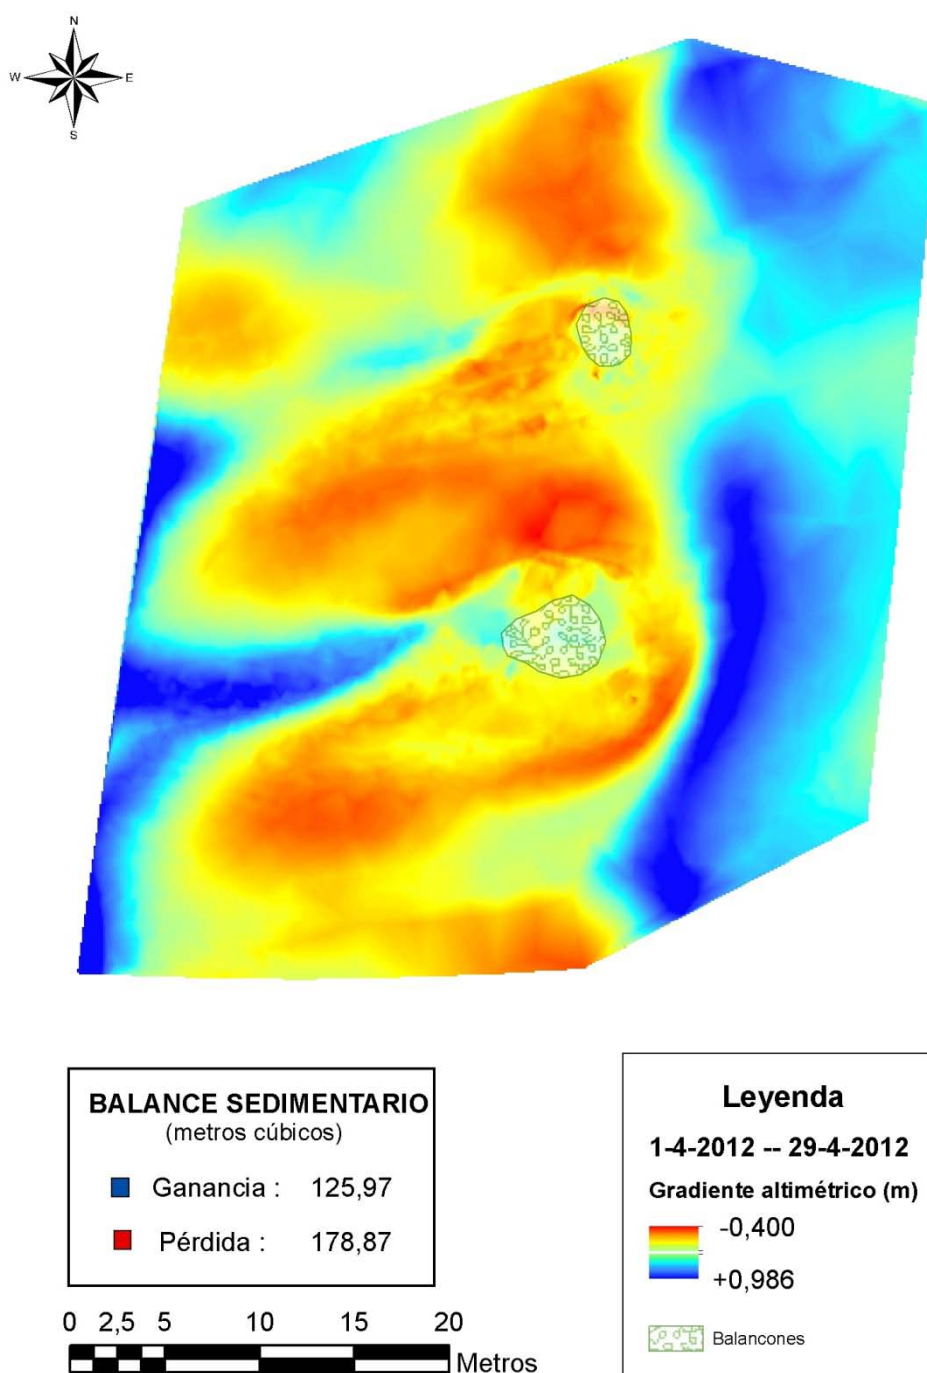 N
W E
S
BALANCE SEDIMENTARIO
(metros cúbicos)
Ganancia : 125,97
Pérdida : 178,87
0 2,5 5 10 15 20
Metros
Leyenda
1-4-2012 -- 29-4-2012
Gradiente altimétrico (m)
-0,400
+0,986
Balancones